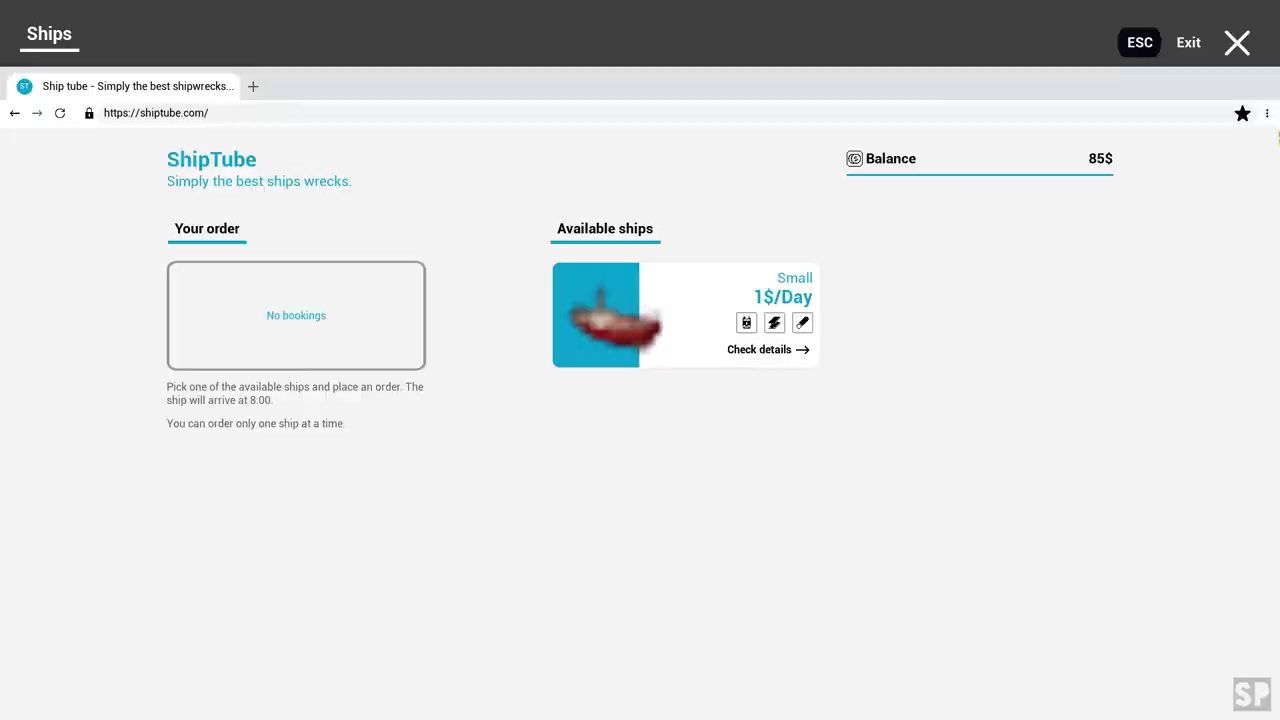 Ships
ESC Exit
ST Ship tube - Simply the best shipwrecks...
https://shiptube.com/
ShipTube
Simply the best ships wrecks.
Balance 85$
Your order
No bookings
Pick one of the available ships and place an order. The
ship will arrive at 8:00.
You can order only one ship at a time.
Available ships
Small
1$/Day
Check details
SP